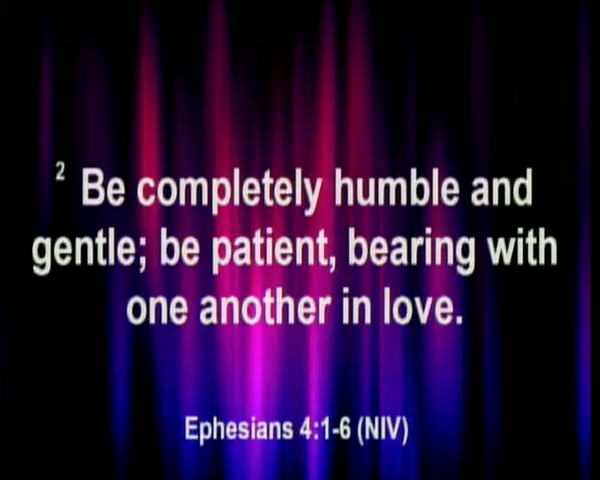 2 Be completely humble and
gentle; be patient, bearing with
one another in love.
Ephesians 4:1-6 (NIV)